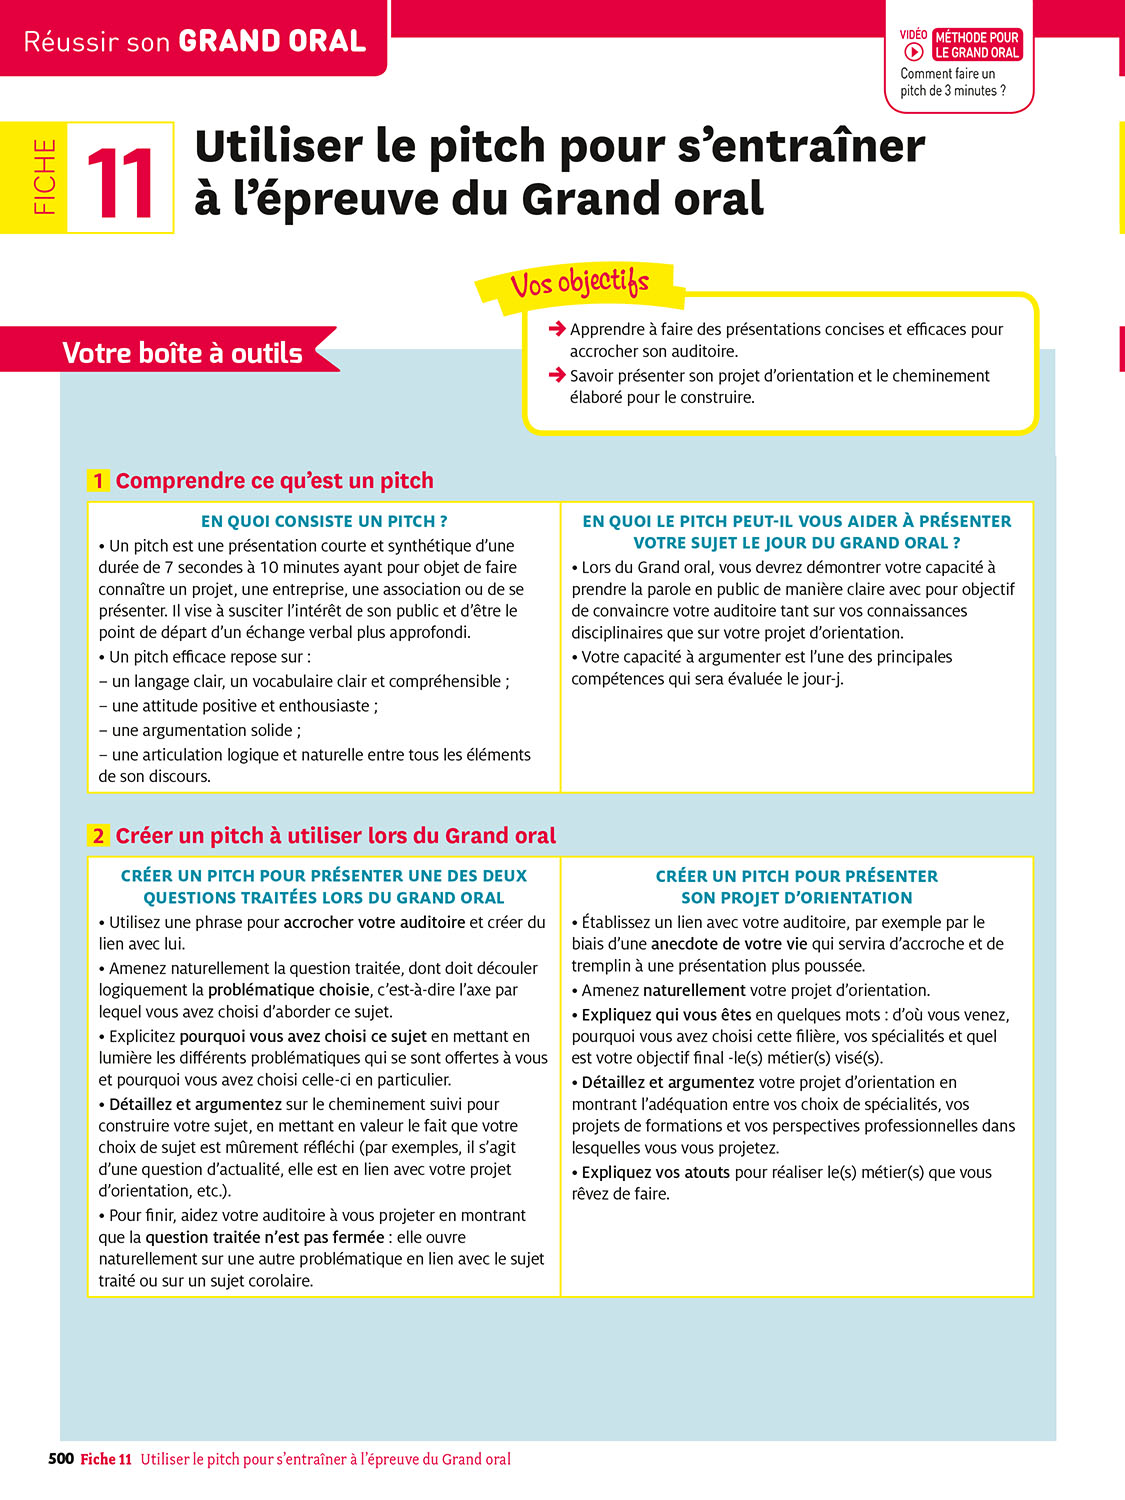 Réussir son GRAND ORAL
VIDÉO
MÉTHODE POUR
LE GRAND ORAL
Comment faire un
pitch de 3 minutes ?
FICHE
11
Utiliser le pitch pour s’entraîner
à l’épreuve du Grand oral
Vos objectifs
➔ Apprendre à faire des présentations concises et efficaces pour
accrocher son auditoire.
➔ Savoir présenter son projet d’orientation et le cheminement
élaboré pour le construire.
Votre boîte à outils
1 Comprendre ce qu’est un pitch
EN QUOI CONSISTE UN PITCH ?
• Un pitch est une présentation courte et synthétique d’une
durée de 7 secondes à 10 minutes ayant pour objet de faire
connaître un projet, une entreprise, une association ou de se
présenter. Il vise à susciter l’intérêt de son public et d’être le
point de départ d’un échange verbal plus approfondi.
• Un pitch efficace repose sur :
– un langage clair, un vocabulaire clair et compréhensible ;
– une attitude positive et enthousiaste ;
– une argumentation solide ;
– une articulation logique et naturelle entre tous les éléments
de son discours.
EN QUOI LE PITCH PEUT-IL VOUS AIDER À PRÉSENTER
VOTRE SUJET LE JOUR DU GRAND ORAL ?
• Lors du Grand oral, vous devrez démontrer votre capacité à
prendre la parole en public de manière claire avec pour objectif
de convaincre votre auditoire tant sur vos connaissances
disciplinaires que sur votre projet d’orientation.
• Votre capacité à argumenter est l’une des principales
compétences qui sera évaluée le jour-j.
2 Créer un pitch à utiliser lors du Grand oral
CRÉER UN PITCH POUR PRÉSENTER UNE DES DEUX
QUESTIONS TRAITÉES LORS DU GRAND ORAL
• Utilisez une phrase pour accrocher votre auditoire et créer du
lien avec lui.
• Amenez naturellement la question traitée, dont doit découler
logiquement la problématique choisie, c’est-à-dire l’axe par
lequel vous avez choisi d’aborder ce sujet.
• Explicitez pourquoi vous avez choisi ce sujet en mettant en
lumière les différents problématiques qui se sont offertes à vous
et pourquoi vous avez choisi celle-ci en particulier.
• Détaillez et argumentez sur le cheminement suivi pour
construire votre sujet, en mettant en valeur le fait que votre
choix de sujet est mûrement réfléchi (par exemples, il s’agit
d’une question d’actualité, elle est en lien avec votre projet
d’orientation, etc.).
• Pour finir, aidez votre auditoire à vous projeter en montrant
que la question traitée n’est pas fermée : elle ouvre
naturellement sur une autre problématique en lien avec le sujet
traité ou sur un sujet corolaire.
CRÉER UN PITCH POUR PRÉSENTER
SON PROJET D’ORIENTATION
• Établissez un lien avec votre auditoire, par exemple par le
biais d’une anecdote de votre vie qui servira d’accroche et de
tremplin à une présentation plus poussée.
• Amenez naturellement votre projet d’orientation.
• Expliquez qui vous êtes en quelques mots : d’où vous venez,
pourquoi vous avez choisi cette filière, vos spécialités et quel
est votre objectif final -le(s) métier(s) visé(s).
• Détaillez et argumentez votre projet d’orientation en
montrant l’adéquation entre vos choix de spécialités, vos
projets de formations et vos perspectives professionnelles dans
lesquelles vous vous projetez.
• Expliquez vos atouts pour réaliser le(s) métier(s) que vous
rêvez de faire.
500 Fiche 11 Utiliser le pitch pour s’entraîner à l’épreuve du Grand oral